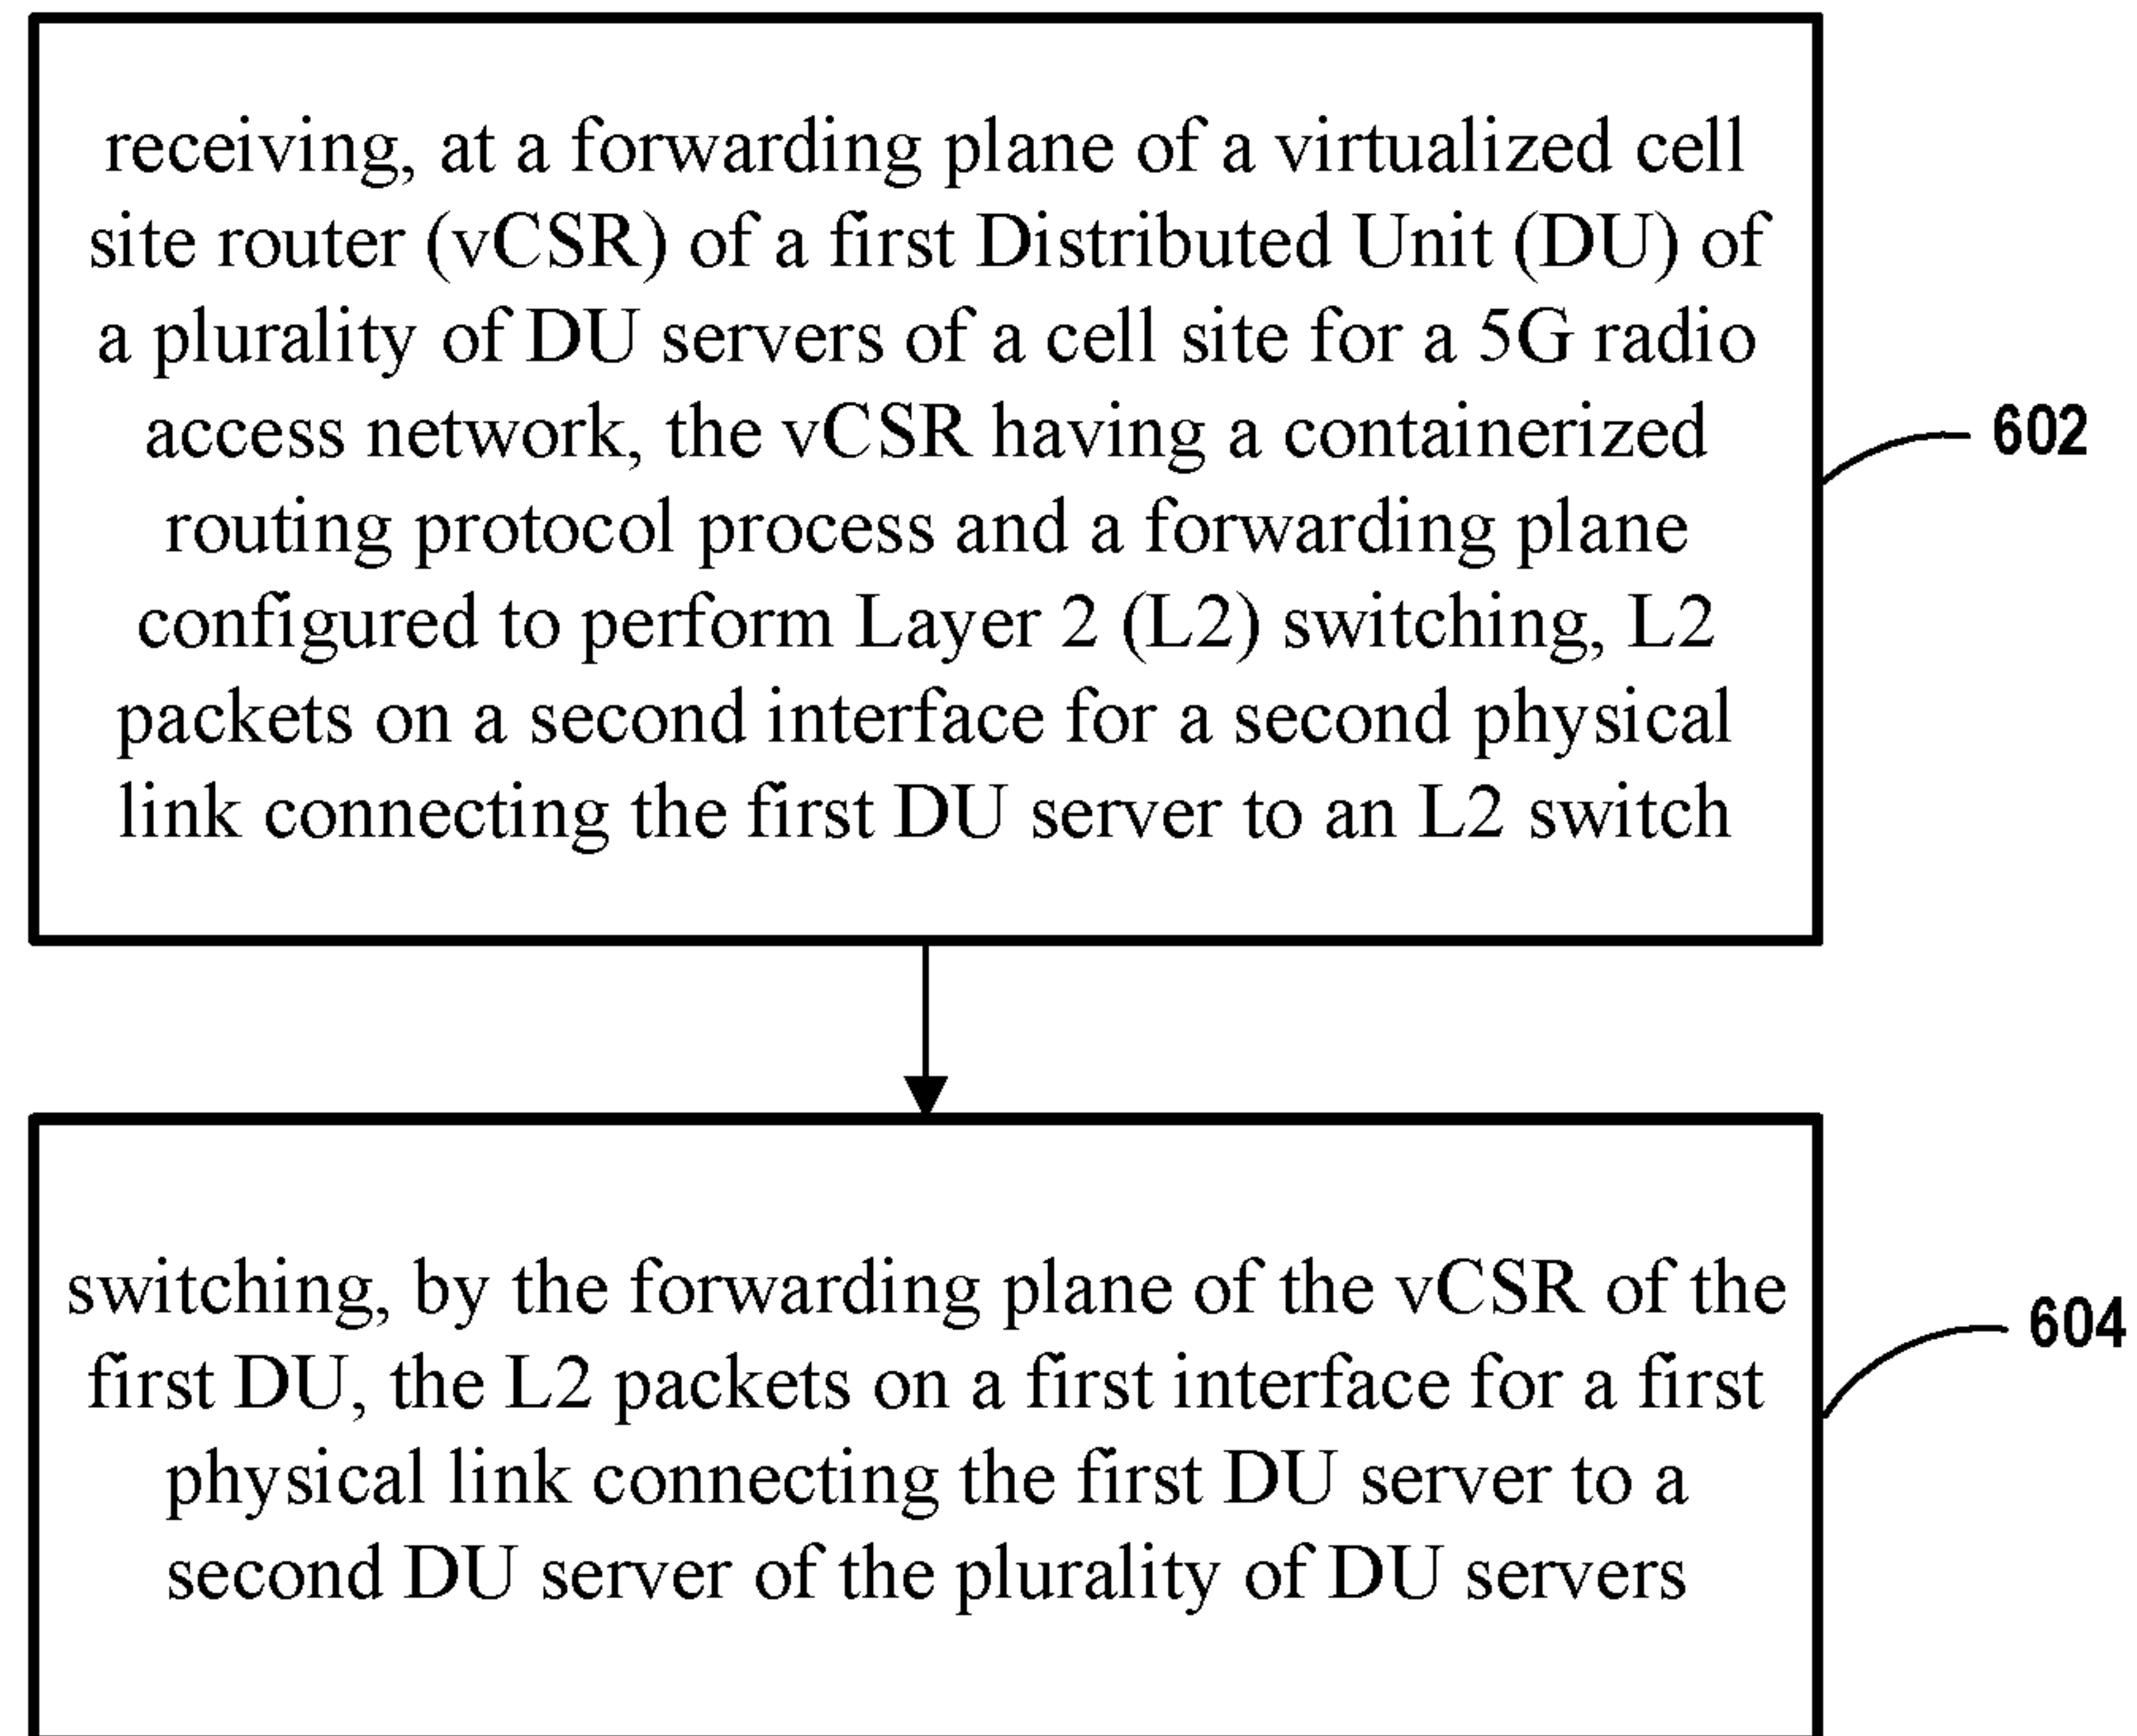 receiving, at a forwarding plane of a virtualized cell
site router (vCSR) of a first Distributed Unit (DU) of
a plurality of DU servers of a cell site for a 5G radio
access network, the vCSR having a containerized
routing protocol process and a forwarding plane
configured to perform Layer 2 (L2) switching, L2
packets on a second interface for a second physical
link connecting the first DU server to an L2 switch
602
switching, by the forwarding plane of the vCSR of the
first DU, the L2 packets on a first interface for a first
physical link connecting the first DU server to a
second DU server of the plurality of DU servers
604